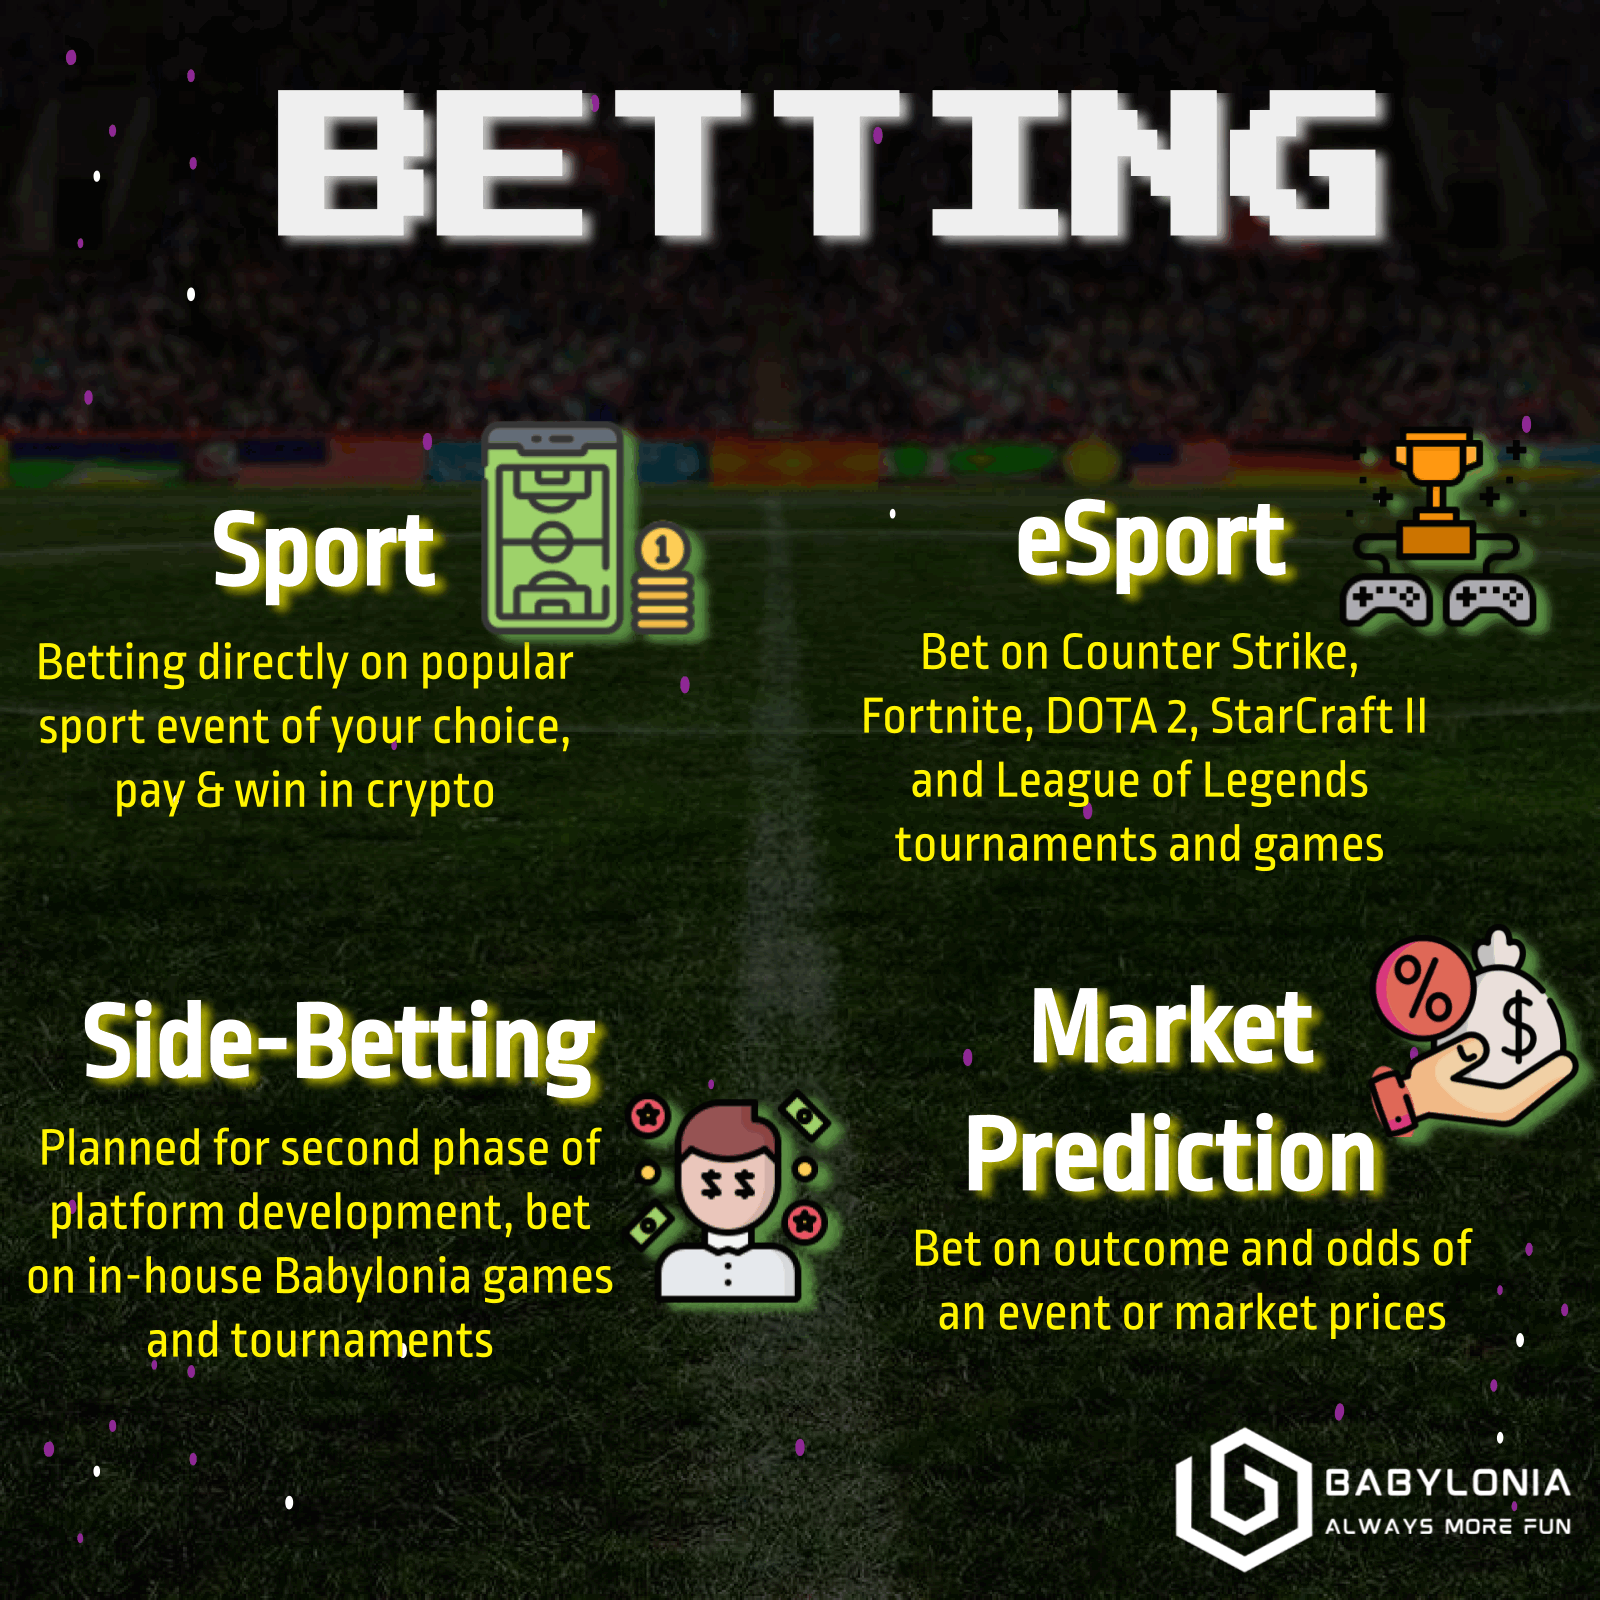 BETTING
Sport
Betting directly on popular
sport event of your choice,
pay & win in crypto
1
eSport
Bet on Counter Strike,
Fortnite, DOTA 2, StarCraft II
and League of Legends
tournaments and games
Side-Betting
Planned for second phase of
platform development, bet
on in-house Babylonia games
and tournaments
Market
Prediction
% $
Bet on outcome and odds of
an event or market prices
BABYLONIA
ALWAYS MORE FUN